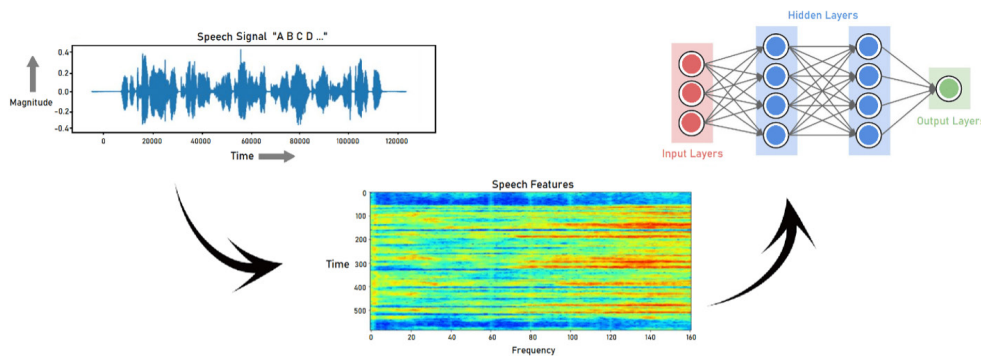 Speech Signal "A B C D ..."
Magnitude
0.4
0.2
0.0
-0.2
-0.4
0 20000 40000 60000 80000 100000 120000
Time
Hidden Layers
Input Layers
Output Layers
Speech Features
Time
0
100
200
300
400
500
0 20 40 60 80 100 120 140 160
Frequency